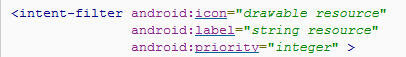 <intent-filter android:icon="drawable resource"
android:label="string resource"
android:priority="integer" >